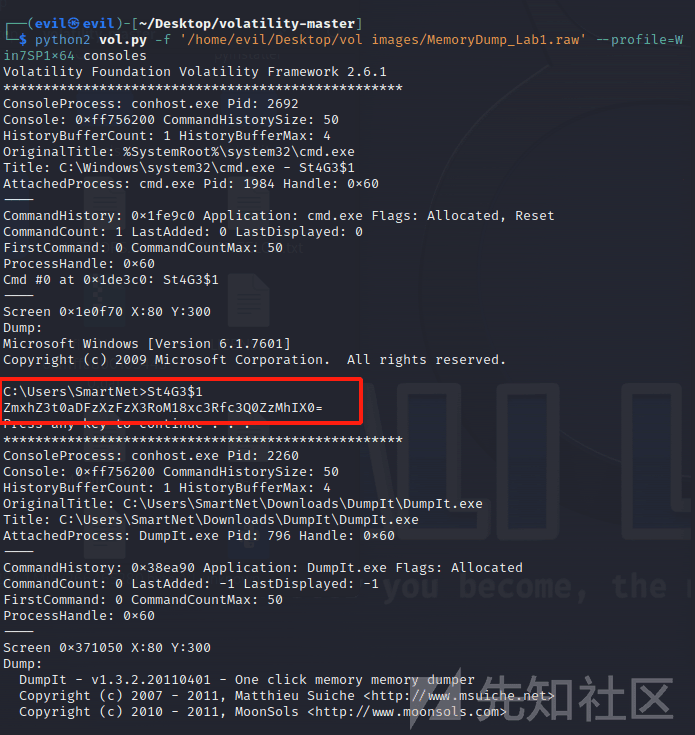 ┌──(evil㉿evil)-[~/Desktop/volatility-master]
└─$ python2 vol.py -f '/home/evil/Desktop/vol images/MemoryDump_Lab1.raw' --profile=W
in7SP1×64 consoles
Volatility Foundation Volatility Framework 2.6.1
**************************************************
ConsoleProcess: conhost.exe Pid: 2692
Console: 0×ff756200 CommandHistorySize: 50
HistoryBufferCount: 1 HistoryBufferMax: 4
OriginalTitle: %SystemRoot%\system32\cmd.exe
Title: C:\Windows\system32\cmd.exe - St4G3$1
AttachedProcess: cmd.exe Pid: 1984 Handle: 0×60
----
CommandHistory: 0×1fe9c0 Application: cmd.exe Flags: Allocated, Reset
CommandCount: 1 LastAdded: 0 LastDisplayed: 0
FirstCommand: 0 CommandCountMax: 50
ProcessHandle: 0×60
Cmd #0 at 0×1de3c0: St4G3$1
----
Screen 0×1e0f70 X:80 Y:300
Dump:
Microsoft Windows [Version 6.1.7601]
Copyright (c) 2009 Microsoft Corporation.  All rights reserved.
C:\Users\SmartNet>St4G3$1
ZmxhZ3t0aDFzXzFzX3RoM18xc3Rfc3Q0ZzMhIX0=
Press any key to continue . . .
**************************************************
ConsoleProcess: conhost.exe Pid: 2260
Console: 0×ff756200 CommandHistorySize: 50
HistoryBufferCount: 1 HistoryBufferMax: 4
OriginalTitle: C:\Users\SmartNet\Downloads\DumpIt\DumpIt.exe
Title: C:\Users\SmartNet\Downloads\DumpIt\DumpIt.exe
AttachedProcess: DumpIt.exe Pid: 796 Handle: 0×60
----
CommandHistory: 0×38ea90 Application: DumpIt.exe Flags: Allocated
CommandCount: 0 LastAdded: -1 LastDisplayed: -1
you become, the
FirstCommand: 0 CommandCountMax: 50
ProcessHandle: 0×60
----
Screen 0×371050 X:80 Y:300
Dump:
  DumpIt - v1.3.2.20110401 - One click memory memory dumper
  Copyright (c) 2007 - 2011, Matthieu Suiche <http://www.msuiche.net>
  Copyright (c) 2010 - 2011, MoonSols <http://www.moonsols.com>
先知社区